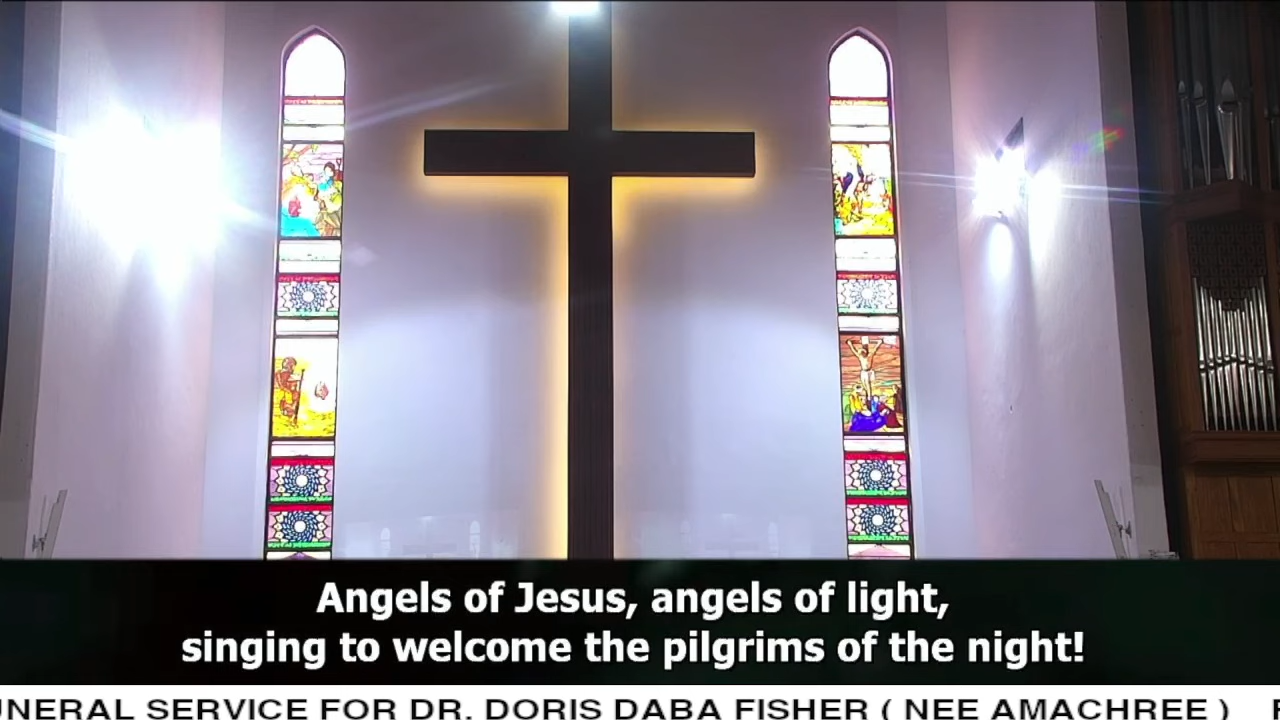 Angels of Jesus, angels of light,
singing to welcome the pilgrims of the night!
UNERAL SERVICE FOR DR. DORIS DABA FISHER ( NEE AMACHREE )